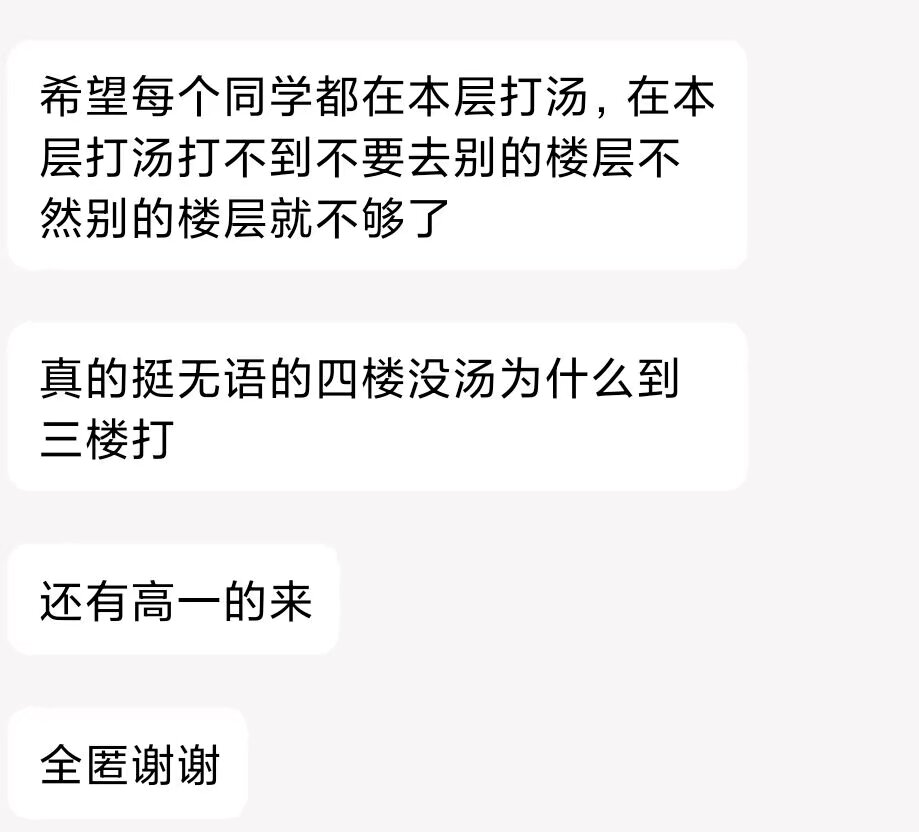 希望每个同学都在本层打汤，在本
层打汤打不到不要去别的楼层不
然别的楼层就不够了
真的挺无语的四楼没汤为什么到
三楼打
还有高一的来
全匿谢谢